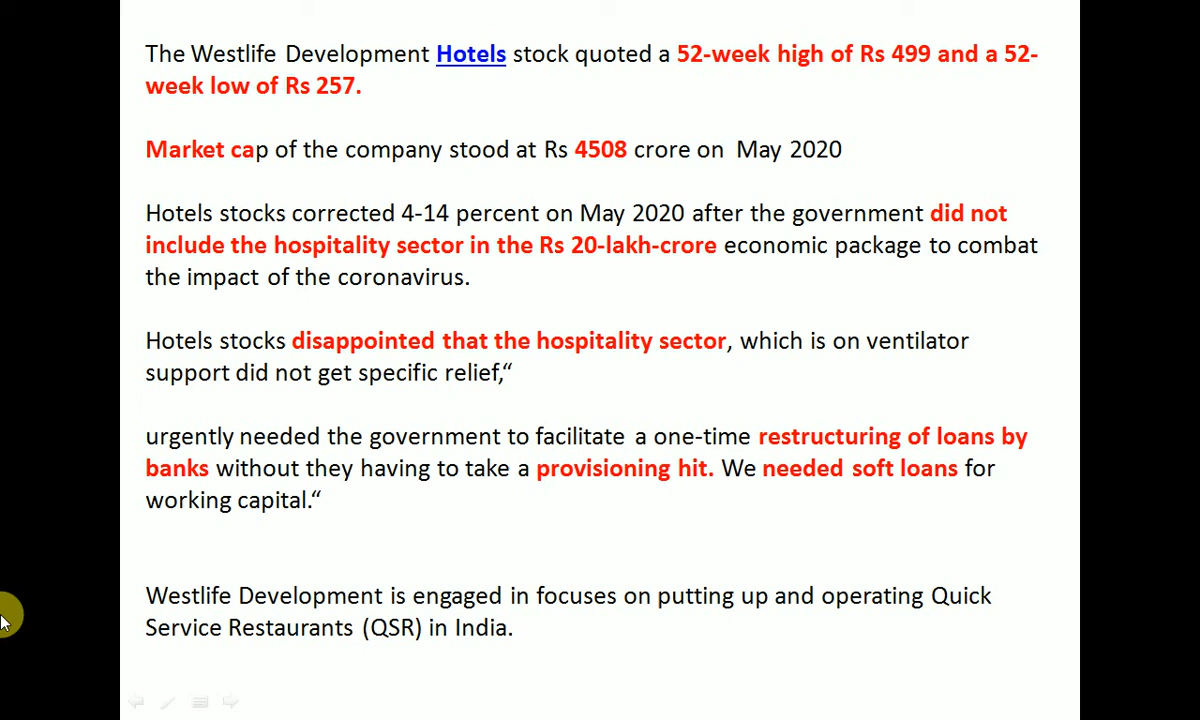 The Westlife Development Hotels stock quoted a 52-week high of Rs 499 and a 52-
week low of Rs 257.
Market cap of the company stood at Rs 4508 crore on May 2020
Hotels stocks corrected 4-14 percent on May 2020 after the government did not
include the hospitality sector in the Rs 20-lakh-crore economic package to combat
the impact of the coronavirus.
Hotels stocks disappointed that the hospitality sector, which is on ventilator
support did not get specific relief,“
urgently needed the government to facilitate a one-time restructuring of loans by
banks without they having to take a provisioning hit. We needed soft loans for
working capital.“
Westlife Development is engaged in focuses on putting up and operating Quick
Service Restaurants (QSR) in India.